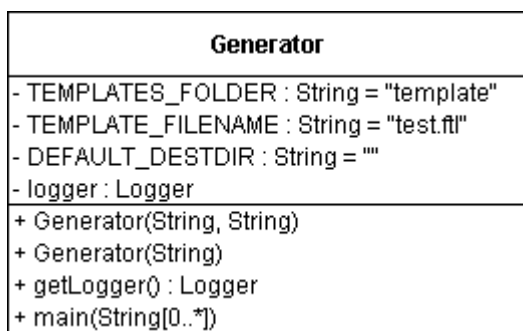 Generator
- TEMPLATES_FOLDER : String = "template"
- TEMPLATE_FILENAME : String = "test.ftl"
- DEFAULT_DESTDIR : String = ""
- logger : Logger
+ Generator(String, String)
+ Generator(String)
+ getLogger() : Logger
+ main(String[0..*])